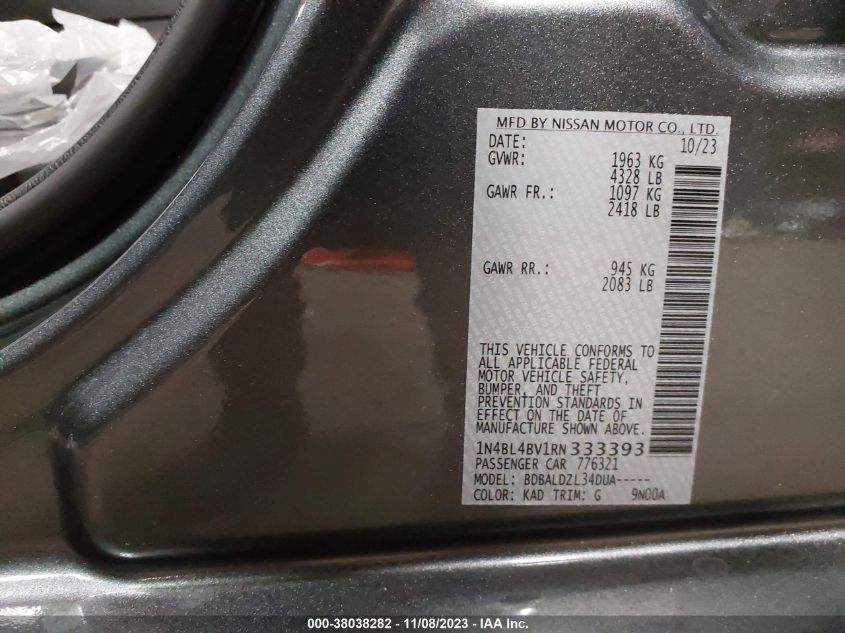 MFD BY NISSAN MOTOR CO., LTD.
DATE: 10/23
GVWR: 1963 KG
4328 LB
GAWR FR.: 1097 KG
2418 LB
GAWR RR.: 945 KG
2083 LB
THIS VEHICLE CONFORMS TO
ALL APPLICABLE FEDERAL
MOTOR VEHICLE SAFETY,
BUMPER, AND THEFT
PREVENTION STANDARDS IN
EFFECT ON THE DATE OF
MANUFACTURE SHOWN ABOVE.
1N4BL4BV1RN333393
PASSENGER CAR 776321
MODEL: BDBALDZL34DUA-----
COLOR: KAD TRIM: G 9N00A
000-38038282 - 11/08/2023 - © IAA Inc.